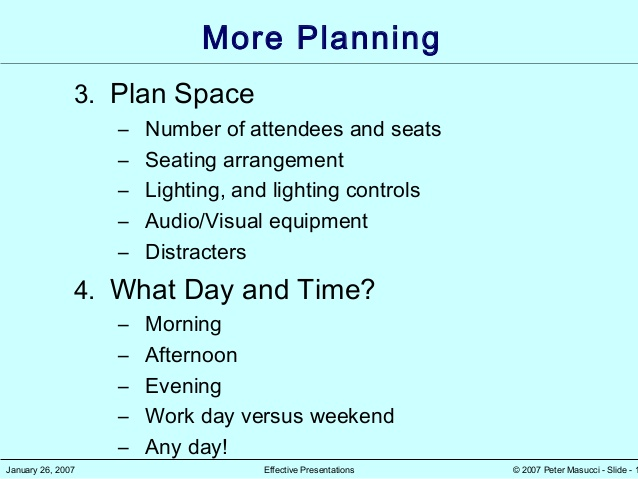 More Planning
3. Plan Space
– Number of attendees and seats
– Seating arrangement
– Lighting, and lighting controls
– Audio/Visual equipment
– Distracters
4. What Day and Time?
– Morning
– Afternoon
– Evening
– Work day versus weekend
– Any day!
January 26, 2007 Effective Presentations © 2007 Peter Masucci - Slide -